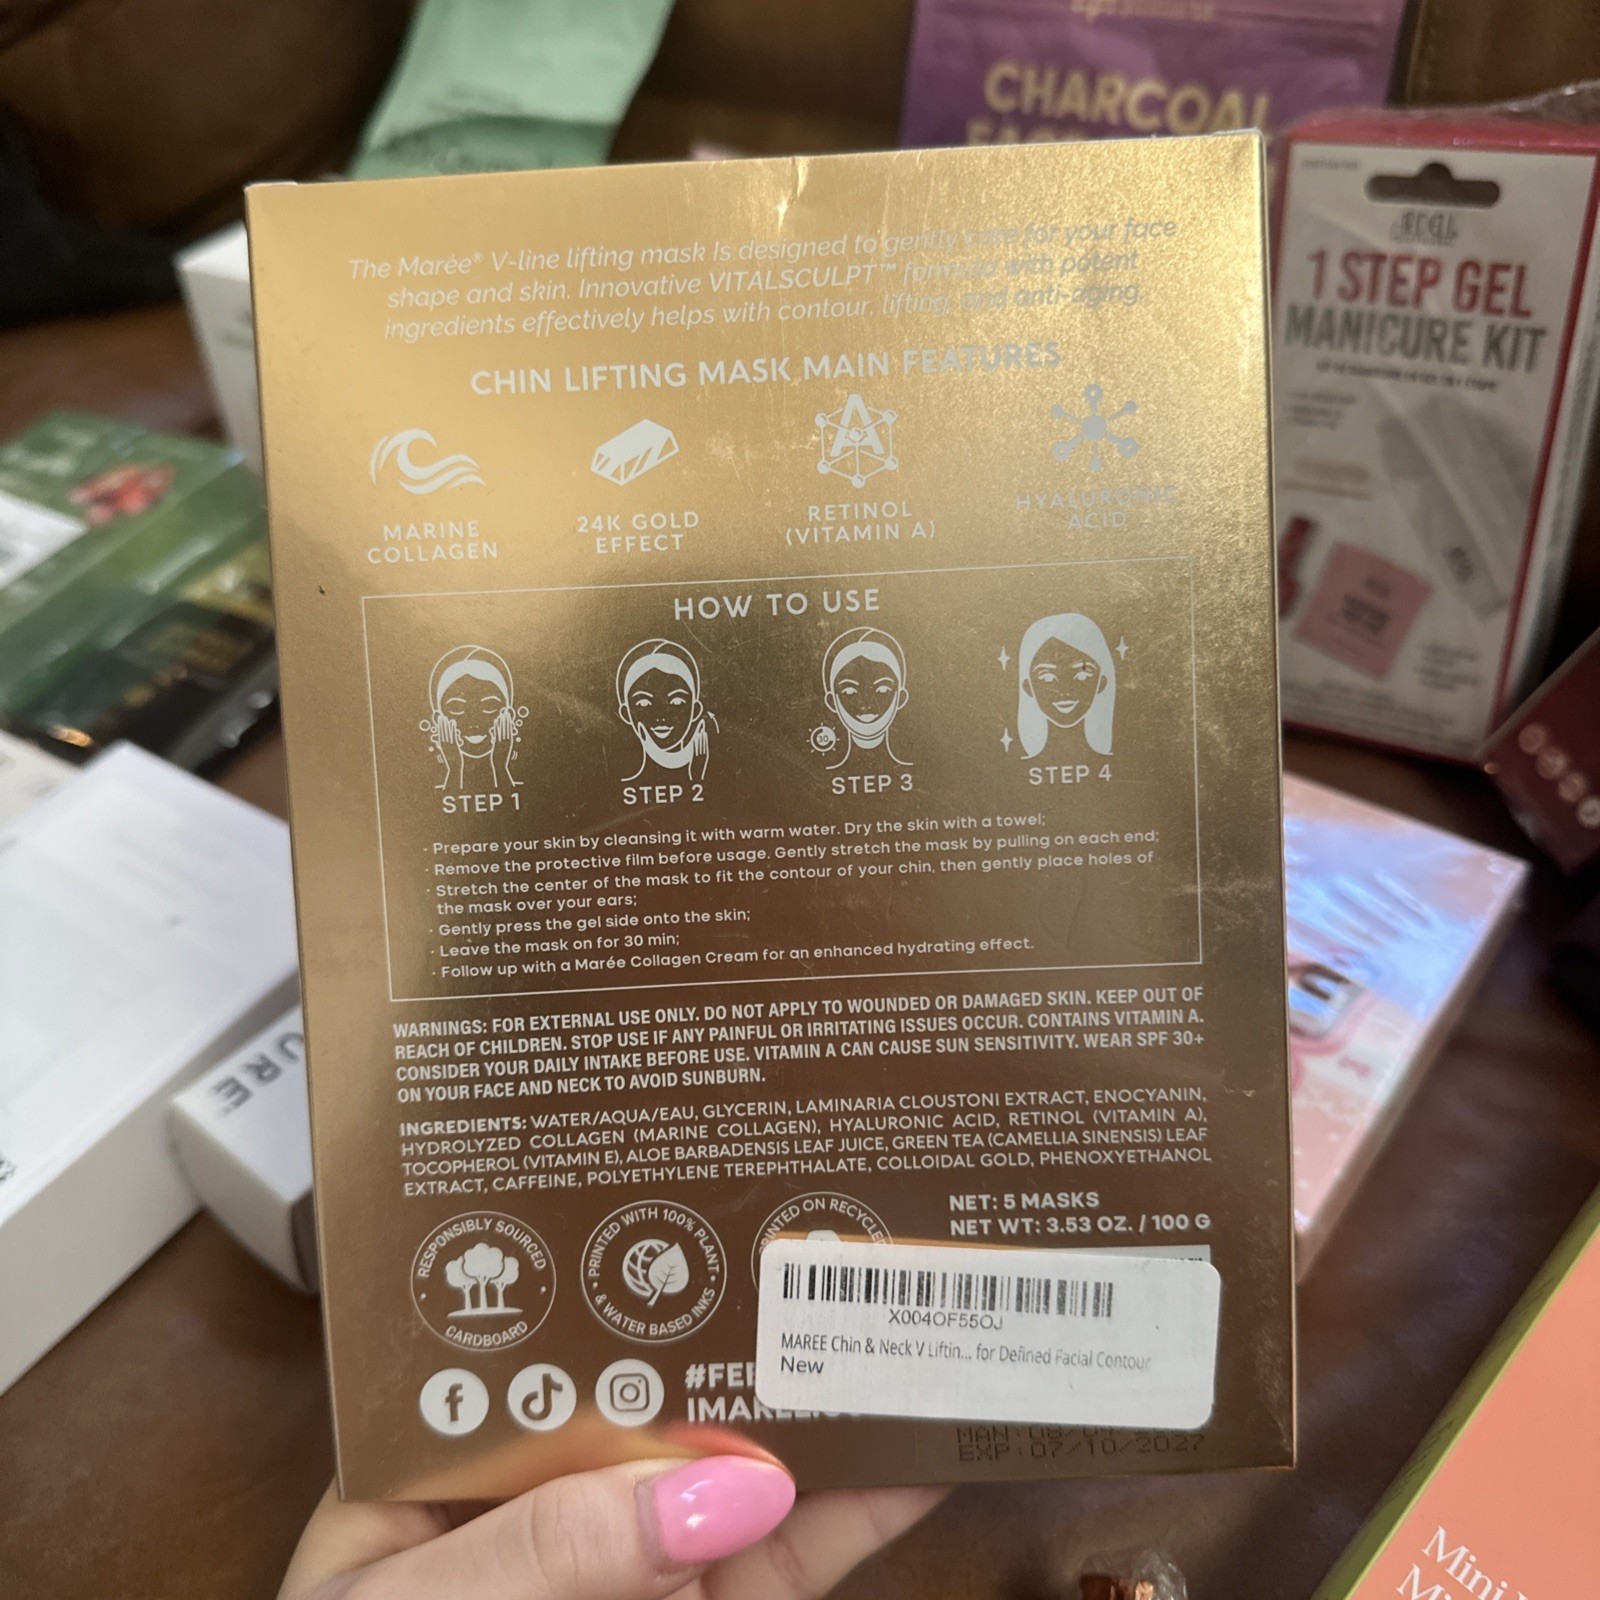 CHARCOAL
The Marée® V-line lifting mask Is designed to gently care for your face
shape and skin. Innovative VITALSCULPT™ formula with potent
ingredients effectively helps with contour, lifting, and anti-aging.
CHIN LIFTING MASK MAIN FEATURES
MARINE
COLLAGEN
24K GOLD
EFFECT
RETINOL
(VITAMIN A)
HYALURONIC
ACID
HOW TO USE
STEP 1
STEP 2
30
STEP 3
STEP 4
· Prepare your skin by cleansing it with warm water. Dry the skin with a towel;
· Remove the protective film before usage. Gently stretch the mask by pulling on each end;
· Stretch the center of the mask to fit the contour of your chin, then gently place holes of
the mask over your ears;
· Gently press the gel side onto the skin;
· Leave the mask on for 30 min;
· Follow up with a Marée Collagen Cream for an enhanced hydrating effect.
WARNINGS: FOR EXTERNAL USE ONLY. DO NOT APPLY TO WOUNDED OR DAMAGED SKIN. KEEP OUT OF
REACH OF CHILDREN. STOP USE IF ANY PAINFUL OR IRRITATING ISSUES OCCUR. CONTAINS VITAMIN A.
CONSIDER YOUR DAILY INTAKE BEFORE USE. VITAMIN A CAN CAUSE SUN SENSITIVITY. WEAR SPF 30+
ON YOUR FACE AND NECK TO AVOID SUNBURN.
INGREDIENTS: WATER/AQUA/EAU, GLYCERIN, LAMINARIA CLOUSTONI EXTRACT, ENOCYANIN,
HYDROLYZED COLLAGEN (MARINE COLLAGEN), HYALURONIC ACID, RETINOL (VITAMIN A),
TOCOPHEROL (VITAMIN E), ALOE BARBADENSIS LEAF JUICE, GREEN TEA (CAMELLIA SINENSIS) LEAF
EXTRACT, CAFFEINE, POLYETHYLENE TEREPHTHALATE, COLLOIDAL GOLD, PHENOXYETHANOL
RESPONSIBLY SOURCED
CARDBOARD
PRINTED WITH 100% PLANT
& WATER BASED INKS
PRINTED ON RECYCLE
NET: 5 MASKS
NET WT: 3.53 OZ. / 100 G
X004OF55OJ
MAREE Chin & Neck V Liftin... for Defined Facial Contour
New
#FE
IMAREE
MAN:08/
EXP:07/10/2027
1 STEP GEL
MANICURE KIT
URE
Mini